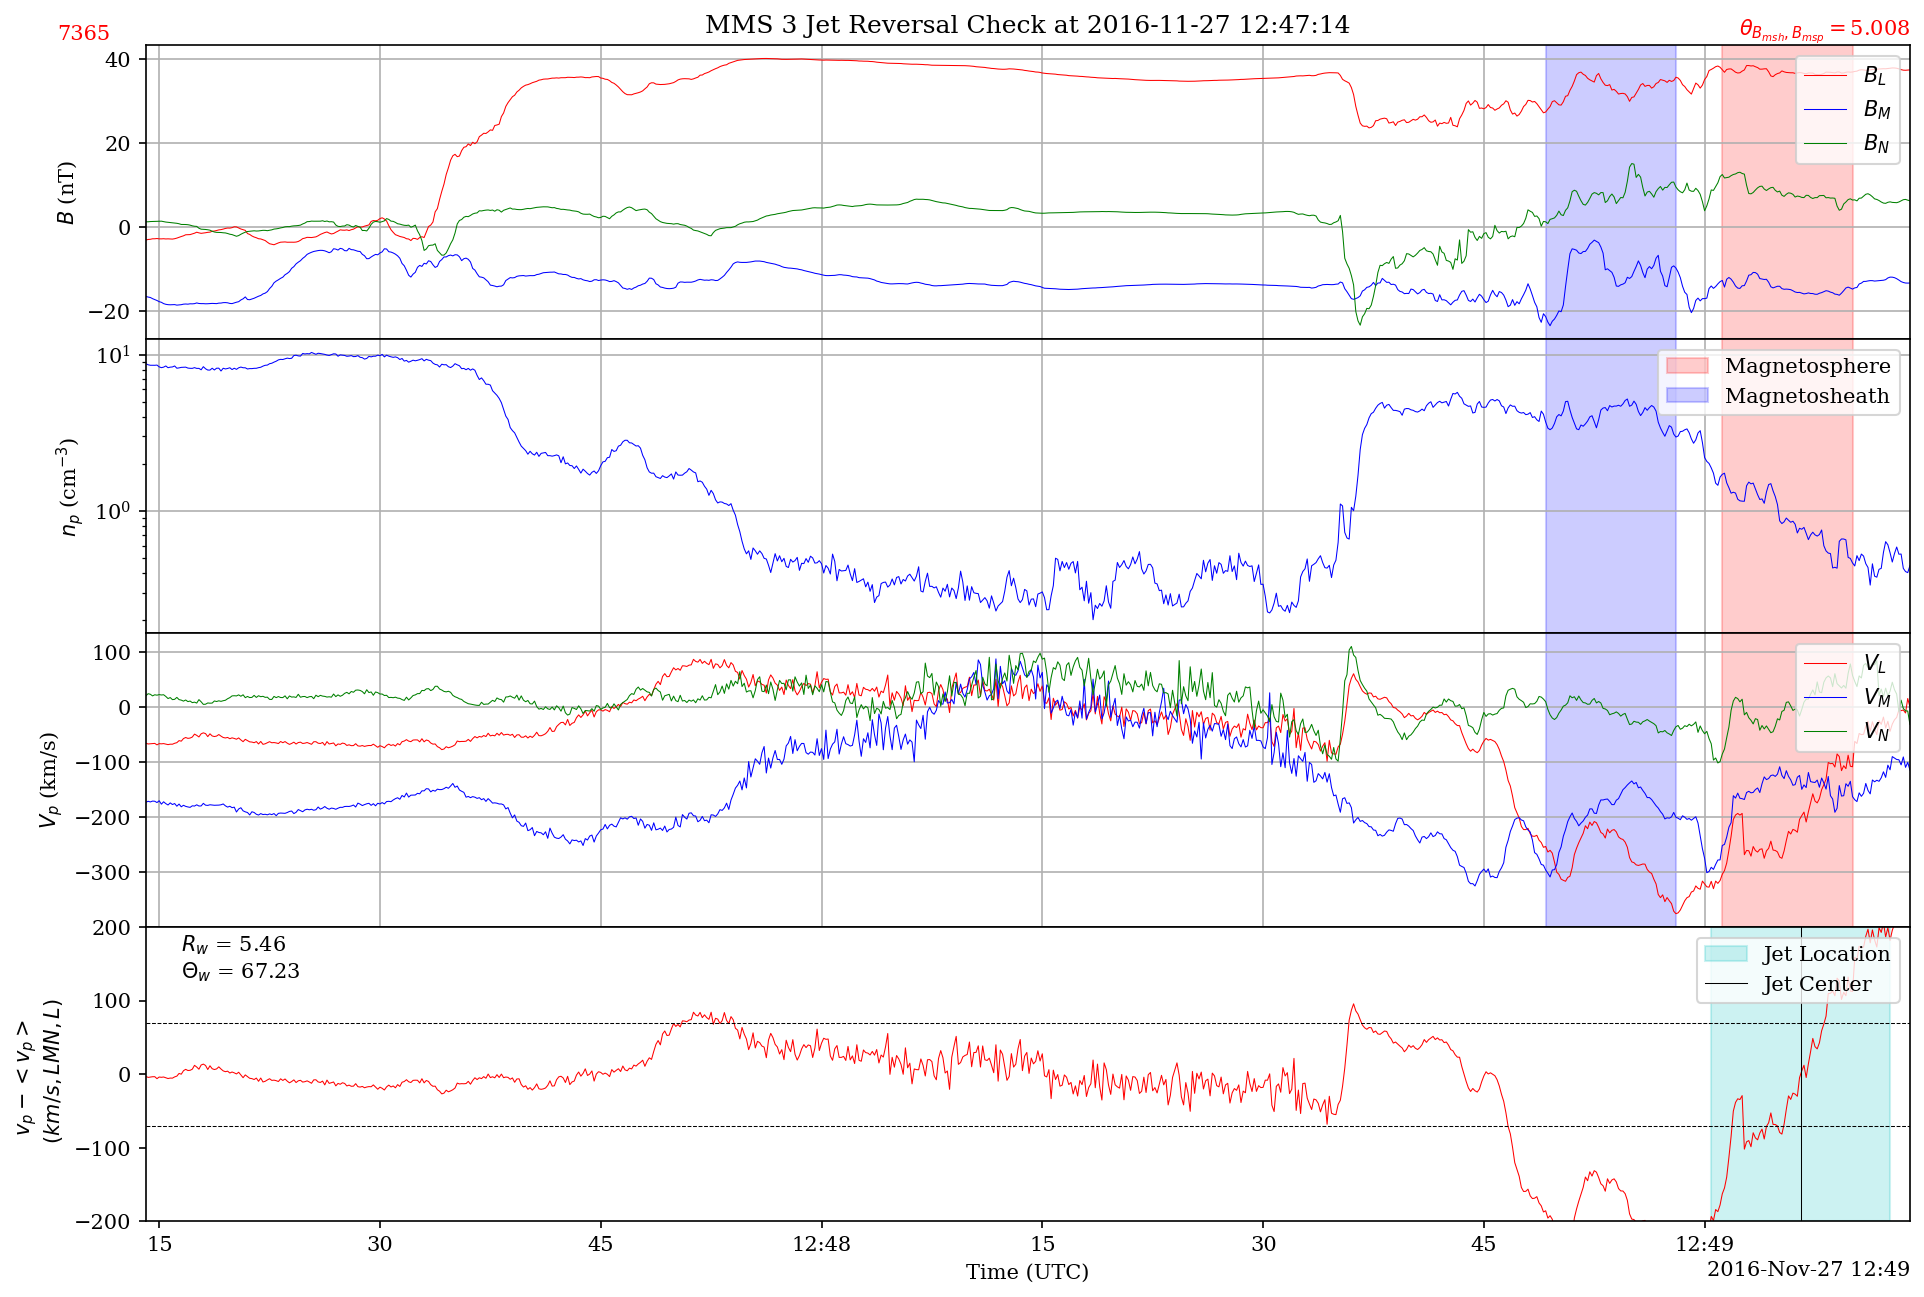 7365
MMS 3 Jet Reversal Check at 2016-11-27 12:47:14
θ_{B_{msh}, B_{msp}} = 5.008
B (nT)
40
20
0
−20
B_L
B_M
B_N
n_p (cm^{−3})
10^1
10^0
Magnetosphere
Magnetosheath
V_p (km/s)
100
0
−100
−200
−300
V_L
V_M
V_N
v_p − < v_p >
(km/s, LMN, L)
200
100
0
−100
−200
R_w = 5.46
Θ_w = 67.23
Jet Location
Jet Center
15 30 45 12:48 15 30 45 12:49
Time (UTC)
2016-Nov-27 12:49